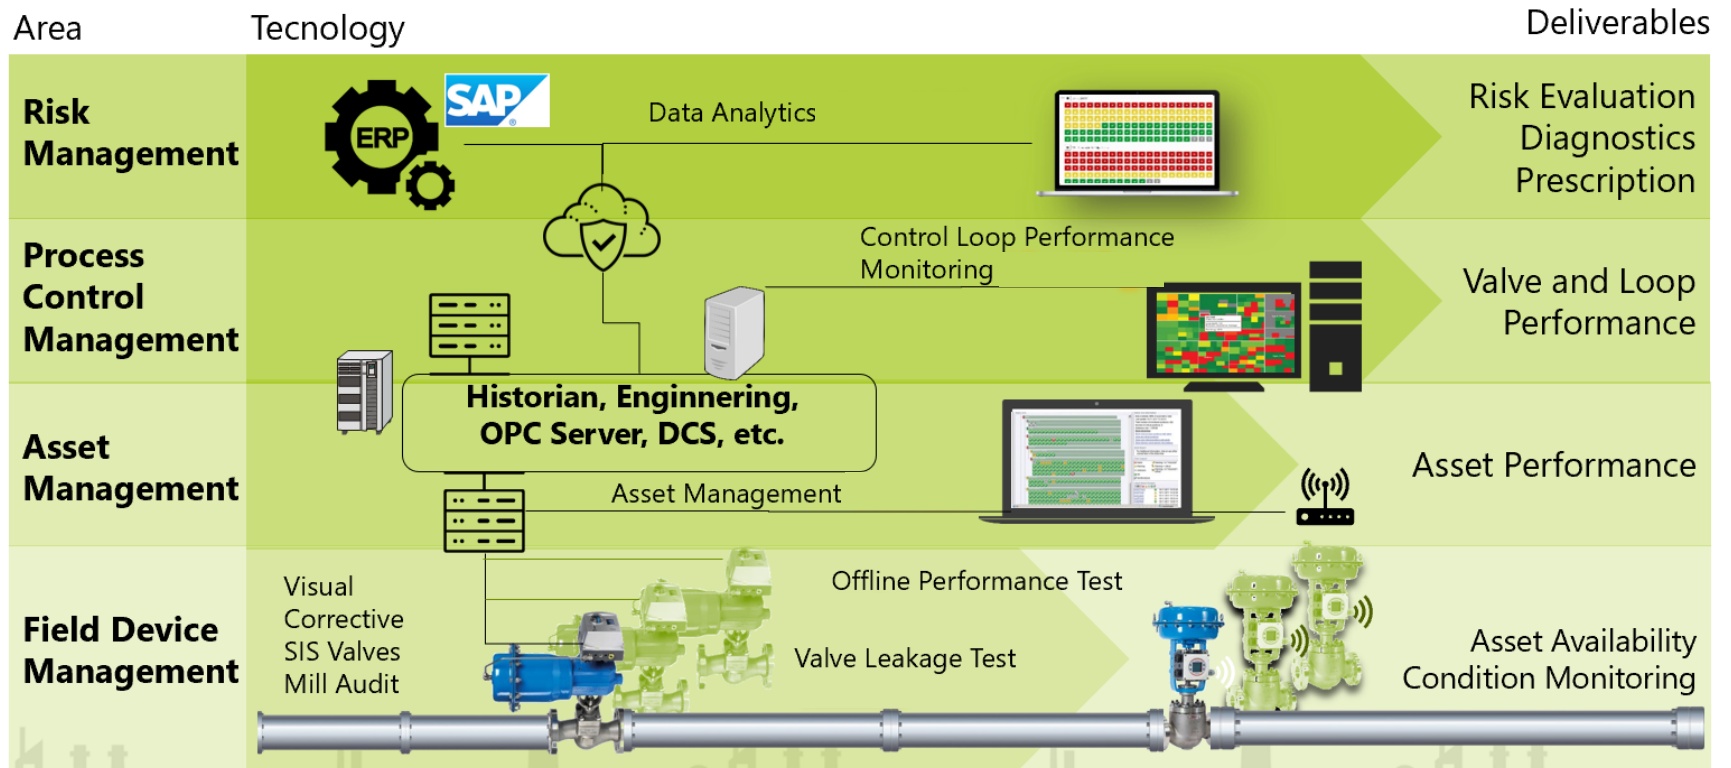 Area
Tecnology
Deliverables
Risk
Management
ERP
SAP
®
Data Analytics
Risk Evaluation
Diagnostics
Prescription
Process
Control
Management
Control Loop Performance
Monitoring
Valve and Loop
Performance
Historian, Enginnering,
OPC Server, DCS, etc.
Asset
Management
Asset Management
Asset Performance
Field Device
Management
Visual
Corrective
SIS Valves
Mill Audit
Offline Performance Test
Valve Leakage Test
Asset Availability
Condition Monitoring